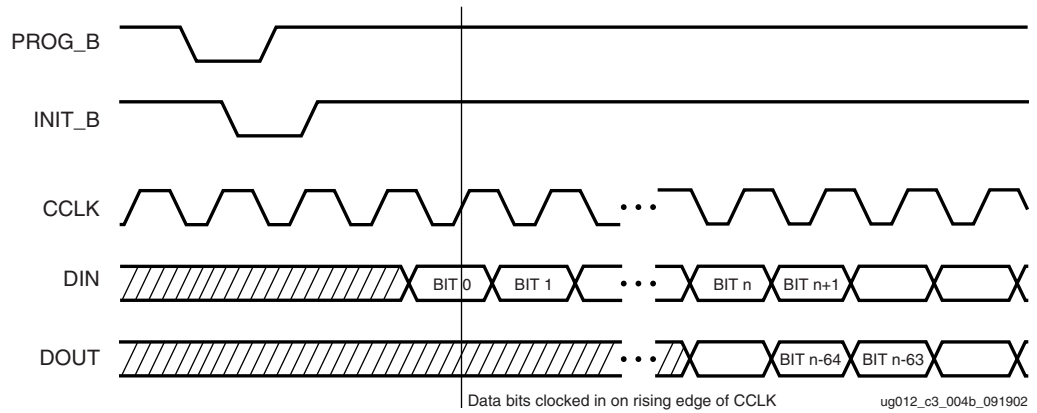 PROG_B
INIT_B
CCLK
DIN
BIT 0 BIT 1 BIT n BIT n+1
DOUT
BIT n-64 BIT n-63
Data bits clocked in on rising edge of CCLK
ug012_c3_004b_091902